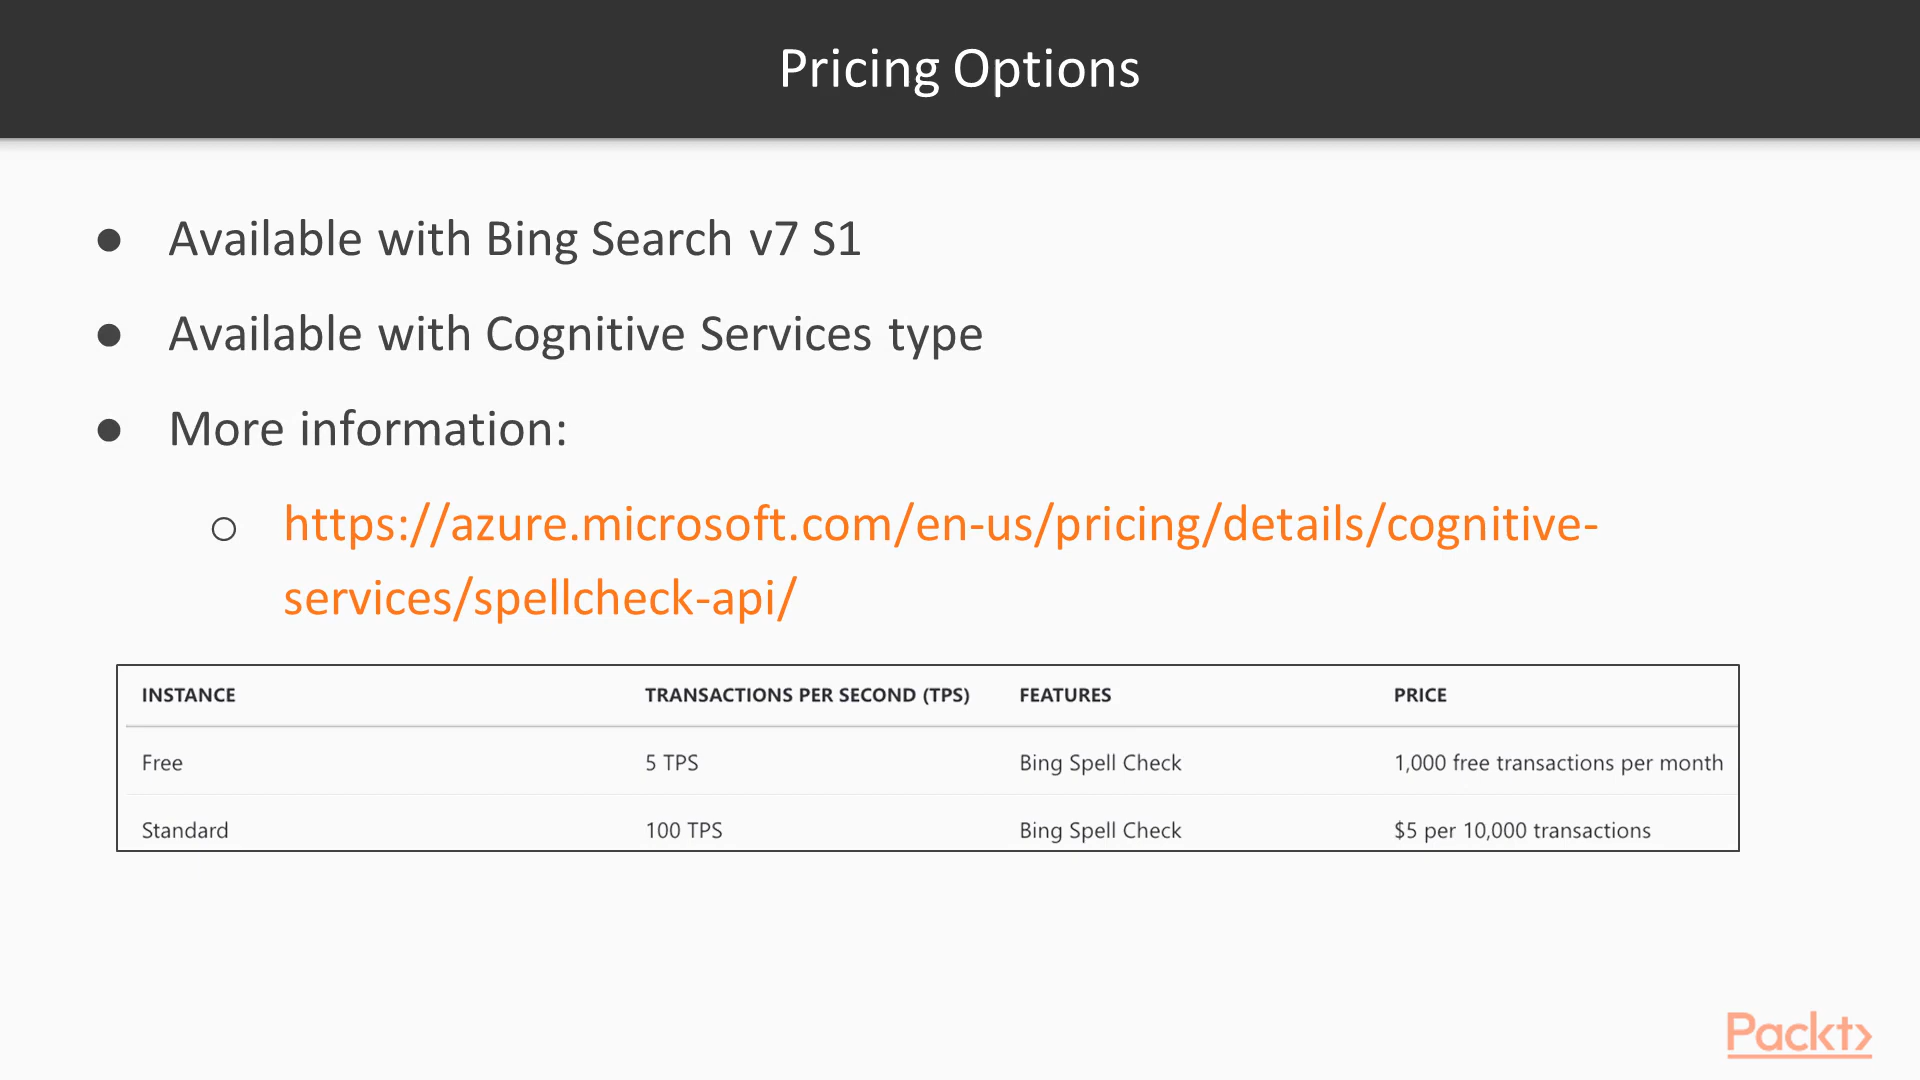 Pricing Options
● Available with Bing Search v7 S1
● Available with Cognitive Services type
● More information:
○ https://azure.microsoft.com/en-us/pricing/details/cognitive-
services/spellcheck-api/
INSTANCE TRANSACTIONS PER SECOND (TPS) FEATURES PRICE
Free 5 TPS Bing Spell Check 1,000 free transactions per month
Standard 100 TPS Bing Spell Check $5 per 10,000 transactions
Packt>